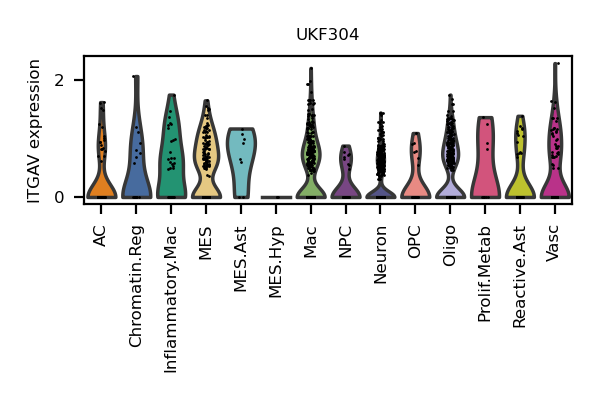 UKF304
ITGAV expression
2
0
AC
Chromatin.Reg
Inflammatory.Mac
MES
MES.Ast
MES.Hyp
Mac
NPC
Neuron
OPC
Oligo
Prolif.Metab
Reactive.Ast
Vasc